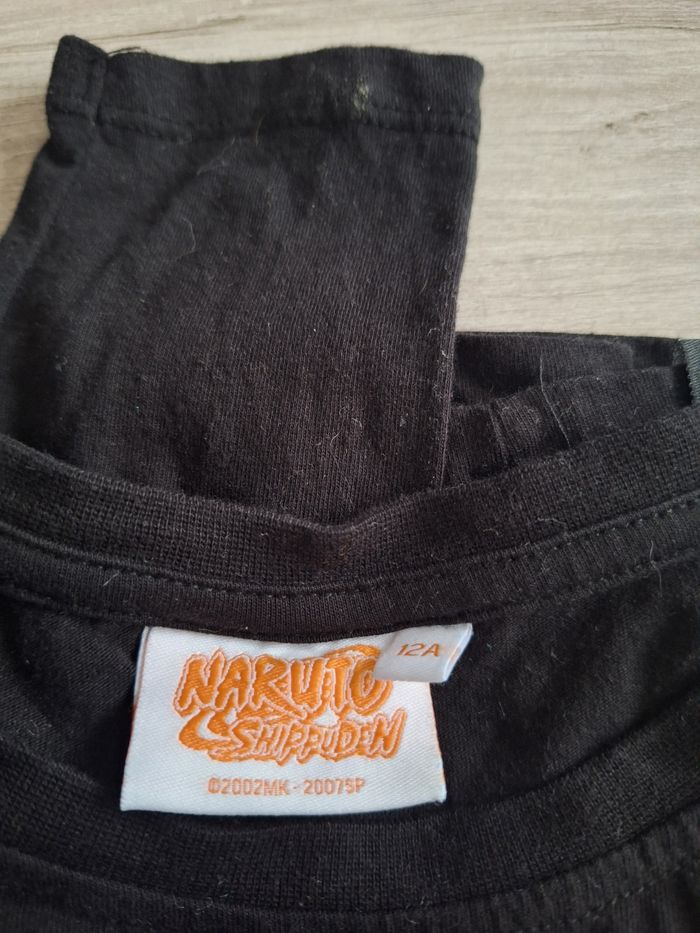 NARUTO
SHIPPUDEN
©2002MK - 2007SP
12A